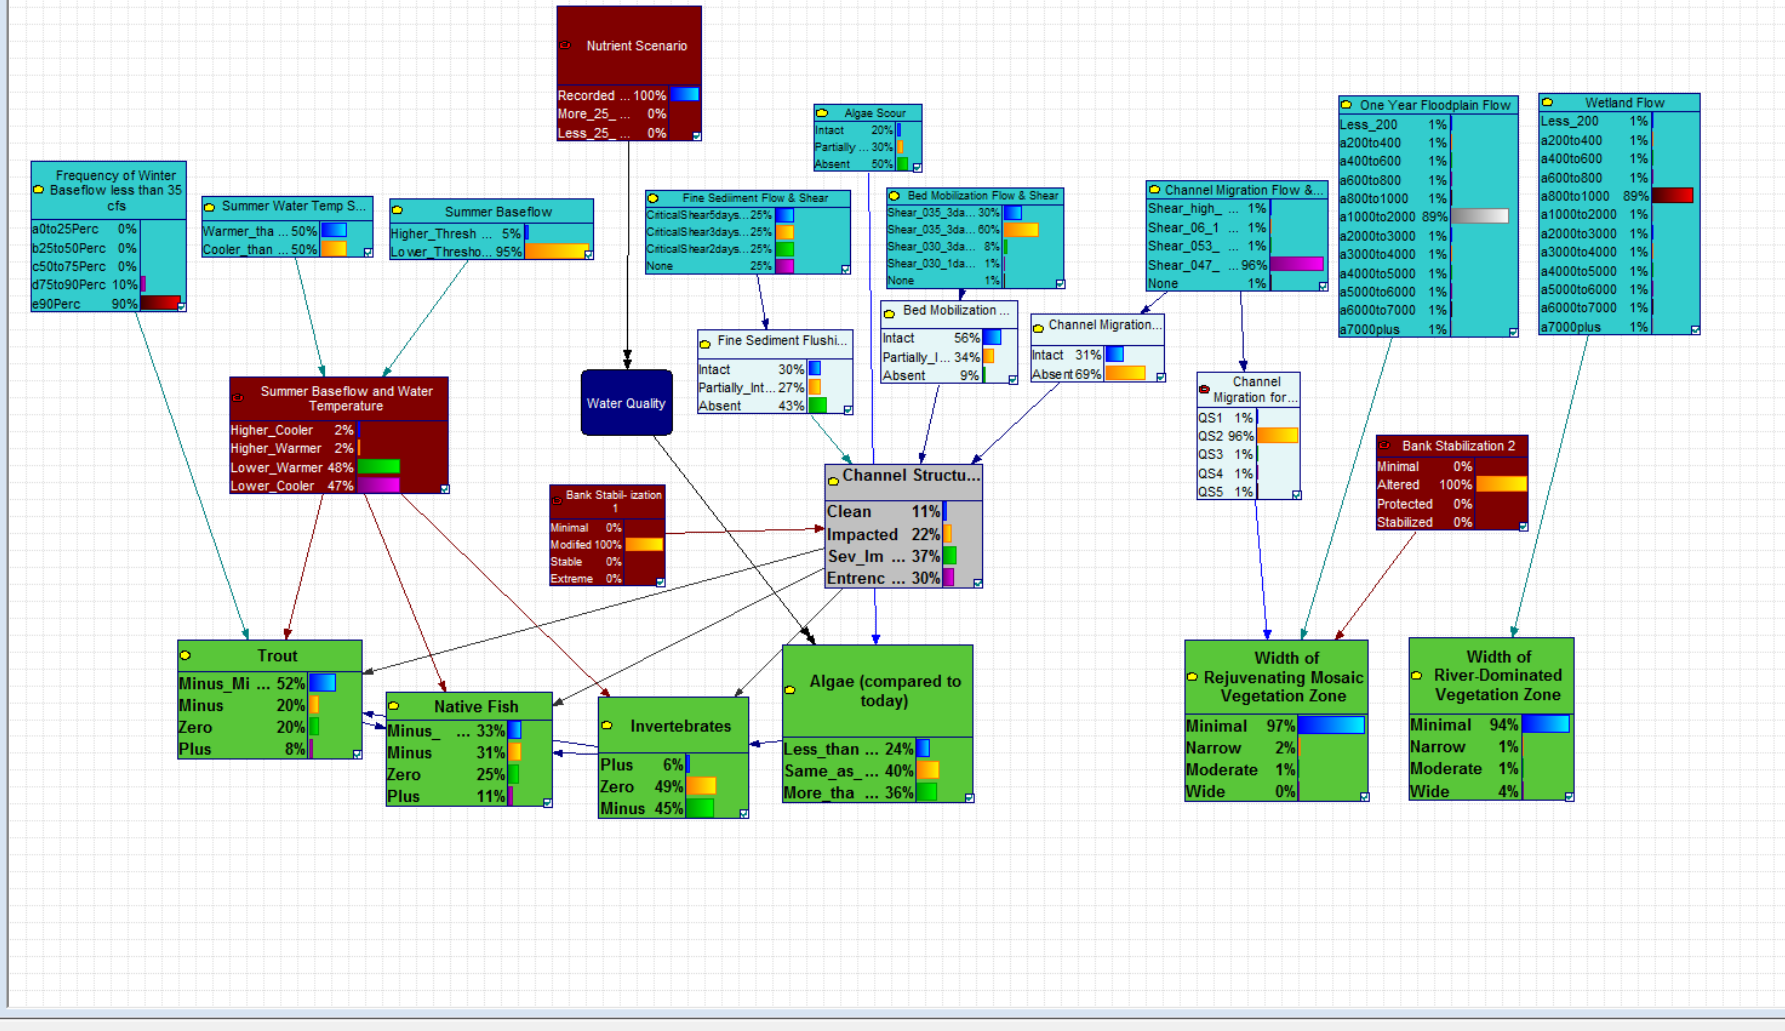 Nutrient Scenario
Recorded ... 100%
More_25_ ... 0%
Less_25_ ... 0%
Algae Scour
Intact 20%
Partially ... 30%
Absent 50%
One Year Floodplain Flow
Less_200 1%
a200to400 1%
a400to600 1%
a600to800 1%
a800to1000 1%
a1000to2000 89%
a2000to3000 1%
a3000to4000 1%
a4000to5000 1%
a5000to6000 1%
a6000to7000 1%
a7000plus 1%
Wetland Flow
Less_200 1%
a200to400 1%
a400to600 1%
a600to800 1%
a800to1000 89%
a1000to2000 1%
a2000to3000 1%
a3000to4000 1%
a4000to5000 1%
a5000to6000 1%
a6000to7000 1%
a7000plus 1%
Frequency of Winter
Baseflow less than 35
cfs
a0to25Perc 0%
b25to50Perc 0%
c50to75Perc 0%
d75to90Perc 10%
e90Perc 90%
Summer Water Temp S...
Warmer_tha ... 50%
Cooler_than ... 50%
Summer Baseflow
Higher_Thresh ... 5%
Lower_Thresho... 95%
Fine Sediiment Flow & Shear
CriticalShear5days... 25%
CriticalShear3days... 25%
CriticalShear2days... 25%
None 25%
Bed Mobilization Flow & Shear
Shear_035_3da... 30%
Shear_035_3da... 60%
Shear_030_3da... 8%
Shear_030_1da... 1%
None 1%
Channel Migration Flow &...
Shear_high_ ... 1%
Shear_06_1 ... 1%
Shear_053_ ... 1%
Shear_047_ ... 96%
None 1%
Fine Sediment Flushi...
Intact 30%
Partially_Int... 27%
Absent 43%
Bed Mobilization ...
Intact 56%
Partially_I... 34%
Absent 9%
Channel Migration...
Intact 31%
Absent 69%
Channel
Migration for...
QS1 1%
QS2 96%
QS3 1%
QS4 1%
QS5 1%
Summer Baseflow and Water
Temperature
Higher_Cooler 2%
Higher_Warmer 2%
Lower_Warmer 48%
Lower_Cooler 47%
Water Quality
Bank Stabilization 2
Minimal 0%
Altered 100%
Protected 0%
Stabilized 0%
Bank Stabil- ization
1
Minimal 0%
Modified 100%
Stable 0%
Extreme 0%
Channel Structu...
Clean 11%
Impacted 22%
Sev_Im ... 37%
Entrenc ... 30%
Trout
Minus_Mi ... 52%
Minus 20%
Zero 20%
Plus 8%
Native Fish
Minus_ ... 33%
Minus 31%
Zero 25%
Plus 11%
Invertebrates
Plus 6%
Zero 49%
Minus 45%
Algae (compared to
today)
Less_than ... 24%
Same_as_... 40%
More_tha ... 36%
Width of
Rejuvenating Mosaic
Vegetation Zone
Minimal 97%
Narrow 2%
Moderate 1%
Wide 0%
Width of
River-Dominated
Vegetation Zone
Minimal 94%
Narrow 1%
Moderate 1%
Wide 4%